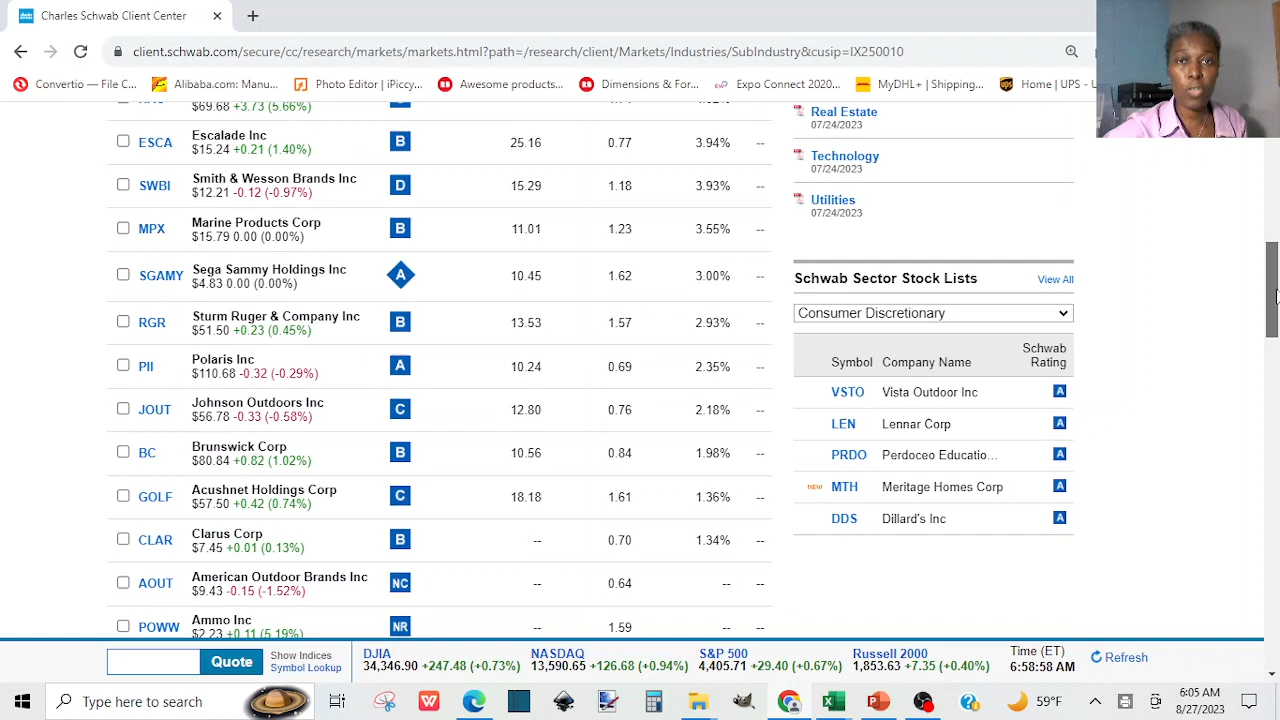 Charles Schwab Client Center
client.schwab.com/secure/cc/research/markets/markets.html?path=/research/client/Markets/Industries/SubIndustry&cusip=IX250010
Convertio — File C... Alibaba.com: Manu... Photo Editor | iPiccy... Awesome products... Dimensions & For... Expo Connect 2020... MyDHL+ | Shipping... Home | UPS - L
$69.68 +3.73 (5.66%)
ESCA Escalade Inc B 25.16 0.77 3.94% --
$15.24 +0.21 (1.40%)
SWBI Smith & Wesson Brands Inc D 15.29 1.18 3.93% --
$12.21 -0.12 (-0.97%)
MPX Marine Products Corp B 11.01 1.23 3.55% --
$15.79 0.00 (0.00%)
SGAMY Sega Sammy Holdings Inc A 10.45 1.62 3.00% --
$4.83 0.00 (0.00%)
RGR Sturm Ruger & Company Inc B 13.53 1.57 2.93% --
$51.50 +0.23 (0.45%)
PII Polaris Inc A 10.24 0.69 2.35% --
$110.68 -0.32 (-0.29%)
JOUT Johnson Outdoors Inc C 12.80 0.76 2.18% --
$56.78 -0.33 (-0.58%)
BC Brunswick Corp B 10.56 0.84 1.98% --
$80.84 +0.82 (1.02%)
GOLF Acushnet Holdings Corp C 18.18 1.61 1.36% --
$57.50 +0.42 (0.74%)
CLAR Clarus Corp B -- 0.70 1.34% --
$7.45 +0.01 (0.13%)
AOUT American Outdoor Brands Inc NC -- 0.64 -- --
$9.43 -0.15 (-1.52%)
POWW Ammo Inc NR -- 1.59 -- --
$2.23 +0.11 (5.19%)
Real Estate
07/24/2023
Technology
07/24/2023
Utilities
07/24/2023
Schwab Sector Stock Lists View All
Consumer Discretionary
Symbol Company Name Schwab Rating
VSTO Vista Outdoor Inc A
LEN Lennar Corp A
PRDO Perdoceo Educatio... A
NEW MTH Meritage Homes Corp A
DDS Dillard's Inc A
Quote
Show Indices
Symbol Lookup
DJIA
34,346.90 +247.48 (+0.73%)
NASDAQ
13,590.65 +126.68 (+0.94%)
S&P 500
4,405.71 +29.40 (+0.67%)
Russell 2000
1,853.63 +7.35 (+0.40%)
Time (ET)
6:58:58 AM
Refresh
Type here to search
59°F
6:05 AM
8/27/2023